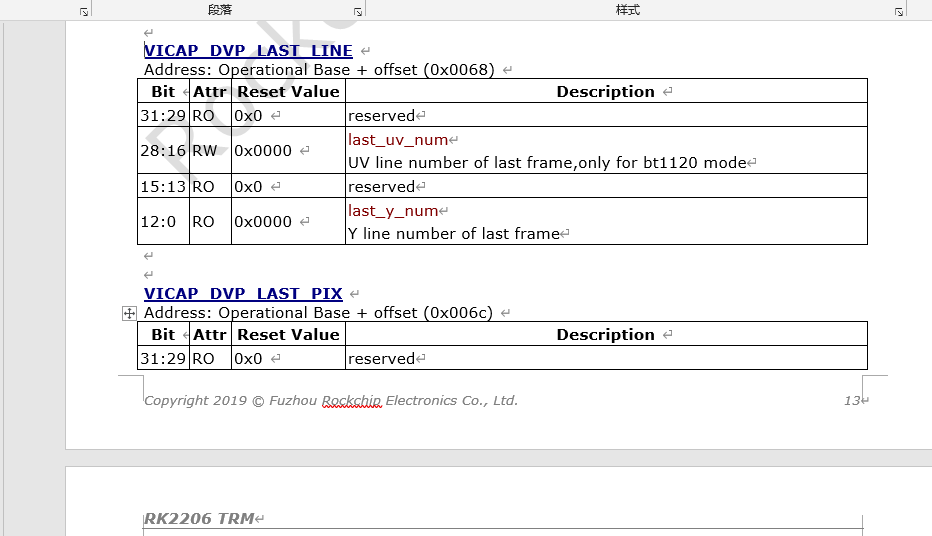 段落
样式
VICAP_DVP_LAST_LINE
Address: Operational Base + offset (0x0068)
Bit Attr Reset Value Description
31:29 RO 0x0 reserved
28:16 RW 0x0000 last_uv_num
UV line number of last frame,only for bt1120 mode
15:13 RO 0x0 reserved
12:0 RO 0x0000 last_y_num
Y line number of last frame
VICAP_DVP_LAST_PIX
Address: Operational Base + offset (0x006c)
Bit Attr Reset Value Description
31:29 RO 0x0 reserved
Copyright 2019 © Fuzhou Rockchip Electronics Co., Ltd. 13
RK2206 TRM